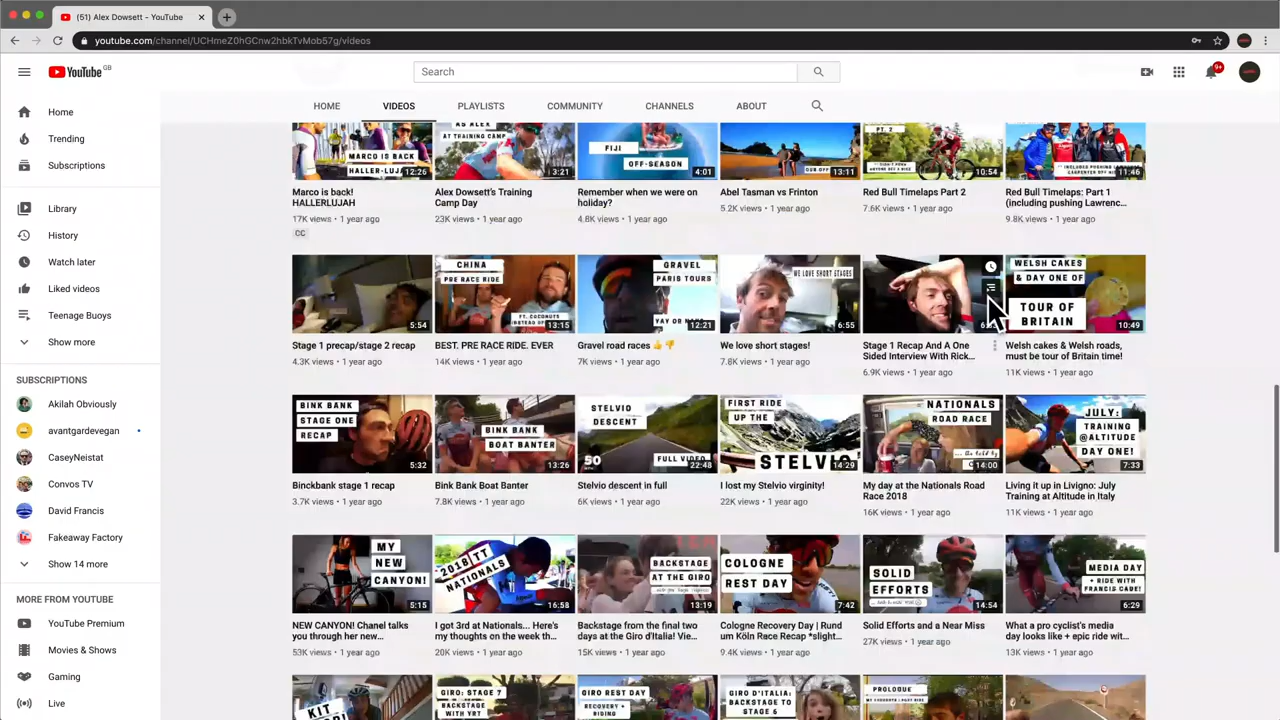 (51) Alex Dowsett - YouTube
youtube.com/channel/UCHmeZ0hGCnw2hbkTvMob57g/videos
YouTube GB
Search
9+
HOME VIDEOS PLAYLISTS COMMUNITY CHANNELS ABOUT
Home
Trending
Subscriptions
Library
History
Watch later
Liked videos
Teenage Buoys
Show more
SUBSCRIPTIONS
Akilah Obviously
avantgardevegan
CaseyNeistat
Convos TV
David Francis
Fakeaway Factory
Show 14 more
MORE FROM YOUTUBE
YouTube Premium
Movies & Shows
Gaming
Live
MARCO IS BACK
HALLER-LUJAH
12:26
Marco is back!
HALLERLUJAH
17K views • 1 year ago
CC
AS ALEX
AT TRAINING CAMP
13:21
Alex Dowsett's Training
Camp Day
23K views • 1 year ago
FIJI
OFF-SEASON
4:01
Remember when we were on
holiday?
4.8K views • 1 year ago
13:11
Abel Tasman vs Frinton
5.2K views • 1 year ago
PT. 2
10:54
Red Bull Timelaps Part 2
7.6K views • 1 year ago
11:46
Red Bull Timelaps: Part 1
(including pushing Lawrenc...
9.8K views • 1 year ago
5:54
Stage 1 precap/stage 2 recap
4.3K views • 1 year ago
CHINA
PRE RACE RIDE.
FT. COCONUTS
13:15
BEST. PRE RACE RIDE. EVER
14K views • 1 year ago
GRAVEL
PARIS TOURS
YAY OR
12:21
Gravel road races 👍👎
7K views • 1 year ago
WE LOVE SHORT STAGES
6:55
We love short stages!
7.8K views • 1 year ago
Stage 1 Recap And A One
Sided Interview With Rick...
6.9K views • 1 year ago
WELSH CAKES
& DAY ONE OF
TOUR OF
BRITAIN
10:49
Welsh cakes & Welsh roads,
must be tour of Britain time!
11K views • 1 year ago
BINK BANK
STAGE ONE
RECAP
5:32
Binckbank stage 1 recap
3.7K views • 1 year ago
BINK BANK
BOAT BANTER
13:26
Bink Bank Boat Banter
7.8K views • 1 year ago
STELVIO
DESCENT
50
FULL VIDEO
22:48
Stelvio descent in full
6K views • 1 year ago
FIRST RIDE
UP THE
STELVIO
14:29
I lost my Stelvio virginity!
22K views • 1 year ago
NATIONALS
ROAD RACE
14:00
My day at the Nationals Road
Race 2018
16K views • 1 year ago
JULY:
TRAINING
@ALTITUDE
DAY ONE!
7:33
Living it up in Livigno: July
Training at Altitude in Italy
11K views • 1 year ago
MY
NEW
CANYON!
5:15
NEW CANYON! Chanel talks
you through her new...
53K views • 1 year ago
2018 TT
NATIONALS
16:58
I got 3rd at Nationals... Here's
my thoughts on the week th...
20K views • 1 year ago
BACKSTAGE
AT THE GIRO
13:19
Backstage from the final two
days at the Giro d'Italia! Vie...
15K views • 1 year ago
COLOGNE
REST DAY
7:42
Cologne Recovery Day | Rund
um Köln Race Recap *slight...
9.4K views • 1 year ago
SOLID
EFFORTS
14:54
Solid Efforts and a Near Miss
27K views • 1 year ago
MEDIA DAY
+ RIDE WITH
FRANCIS CADE!
6:29
What a pro cyclist's media
day looks like + epic ride wit...
13K views • 1 year ago
KIT
GIRO: STAGE 7
BACKSTAGE
WITH YRT
GIRO REST DAY
RECOVERY +
RIDING
GIRO D'ITALIA:
BACKSTAGE TO
STAGE 6
PROLOGUE